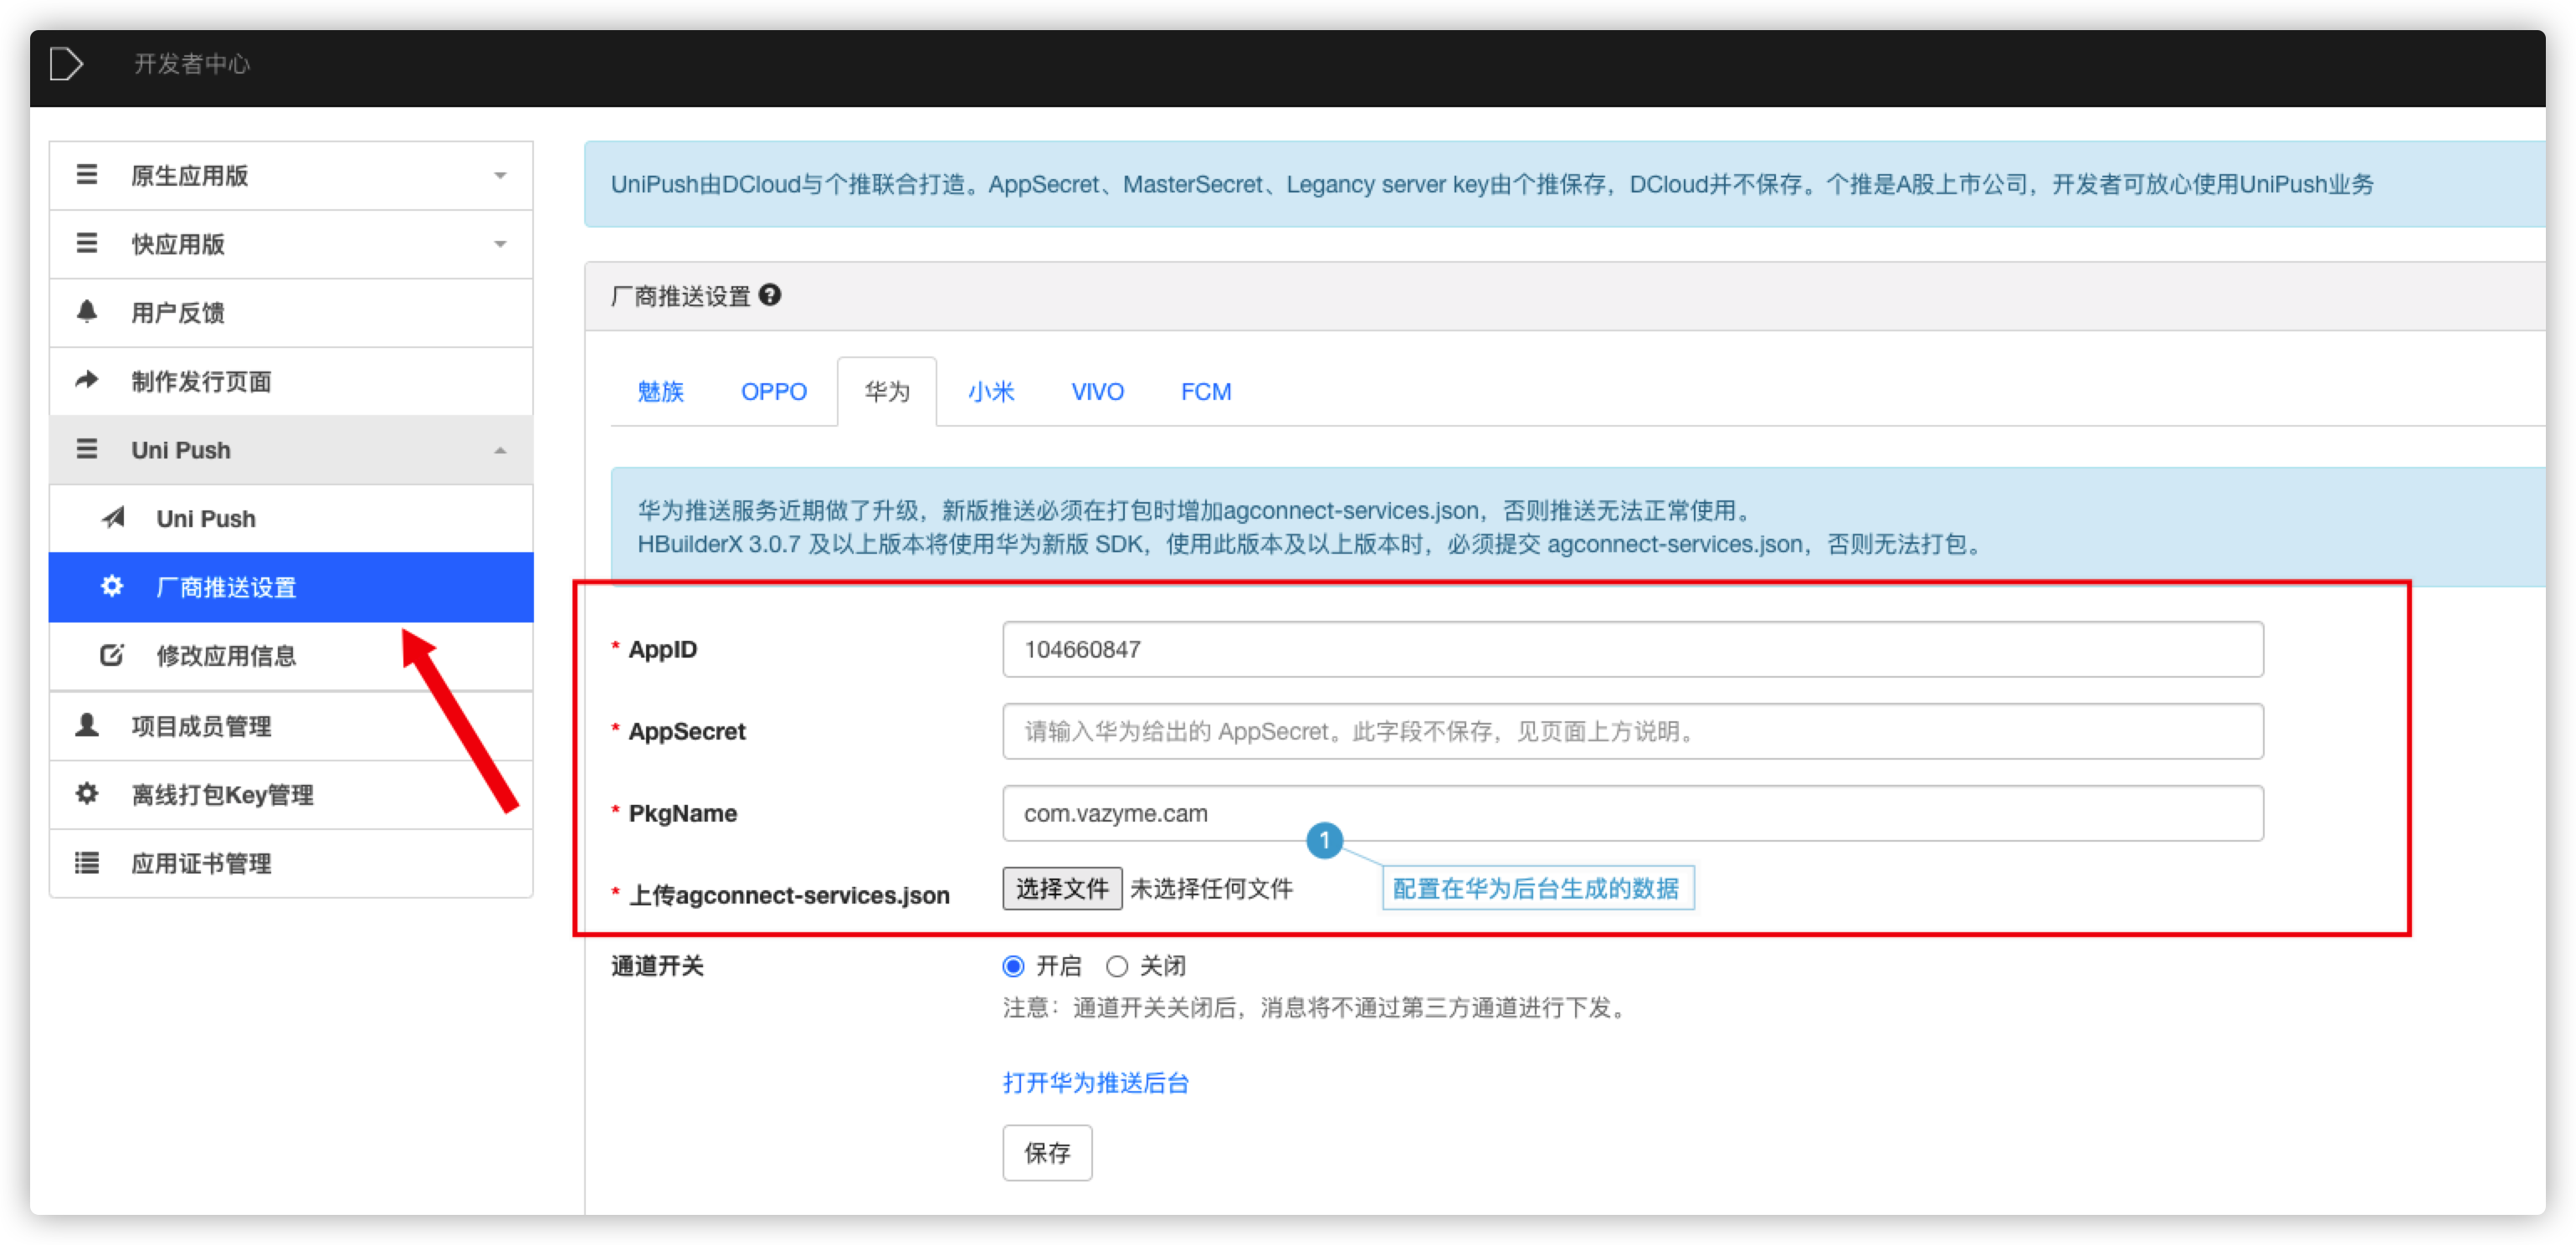 开发者中心
原生应用版
快应用版
用户反馈
制作发行页面
Uni Push
Uni Push
厂商推送设置
修改应用信息
项目成员管理
离线打包Key管理
应用证书管理
UniPush由DCloud与个推联合打造。AppSecret、MasterSecret、Legancy server key由个推保存，DCloud并不保存。个推是A股上市公司，开发者可放心使用UniPush业务
厂商推送设置 ?
魅族 OPPO 华为 小米 VIVO FCM
华为推送服务近期做了升级，新版推送必须在打包时增加agconnect-services.json，否则推送无法正常使用。
HBuilderX 3.0.7 及以上版本将使用华为新版 SDK，使用此版本及以上版本时，必须提交 agconnect-services.json，否则无法打包。
* AppID 104660847
* AppSecret 请输入华为给出的 AppSecret。此字段不保存，见页面上方说明。
* PkgName com.vazyme.cam
1
* 上传agconnect-services.json 选择文件 未选择任何文件 配置在华为后台生成的数据
通道开关 开启 关闭
注意：通道开关关闭后，消息将不通过第三方通道进行下发。
打开华为推送后台
保存